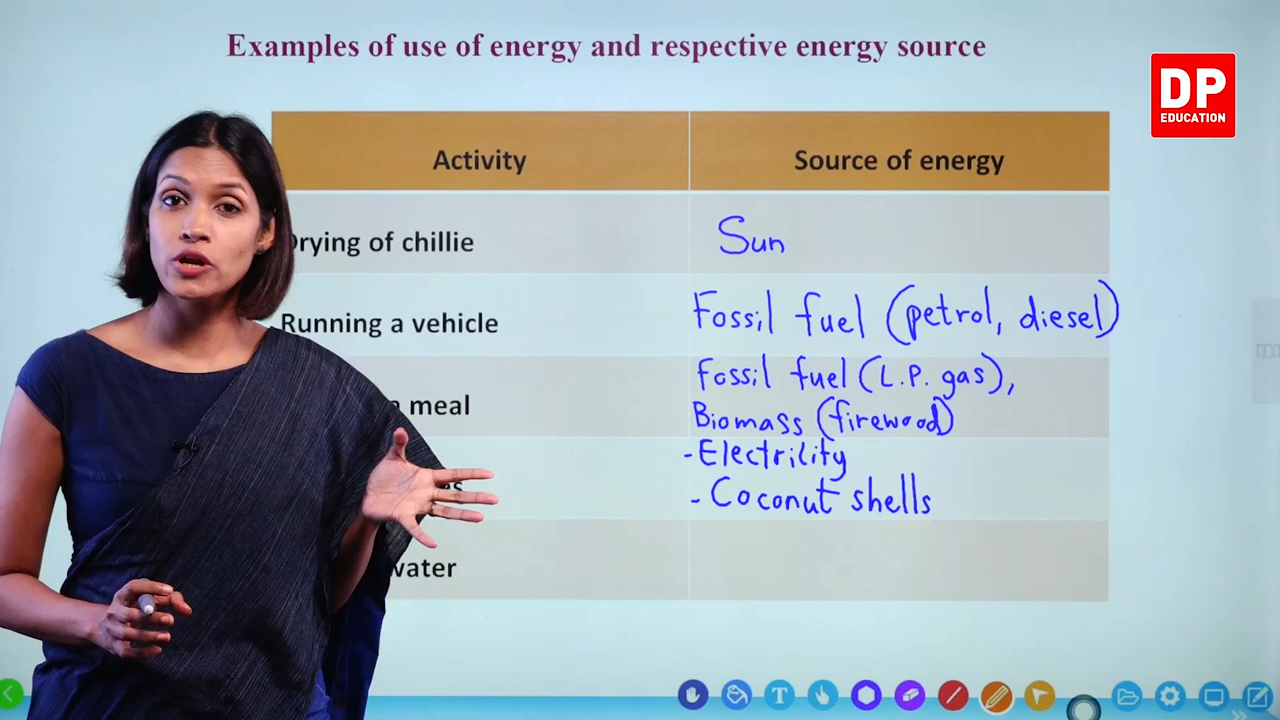 Examples of use of energy and respective energy source
DP
EDUCATION
Activity
Source of energy
Drying of chillie
Sun
Running a vehicle
Fossil fuel (petrol, diesel)
meal
Fossil fuel (L.P. gas),
Biomass (firewood)
- Electrility
- Coconut shells
water